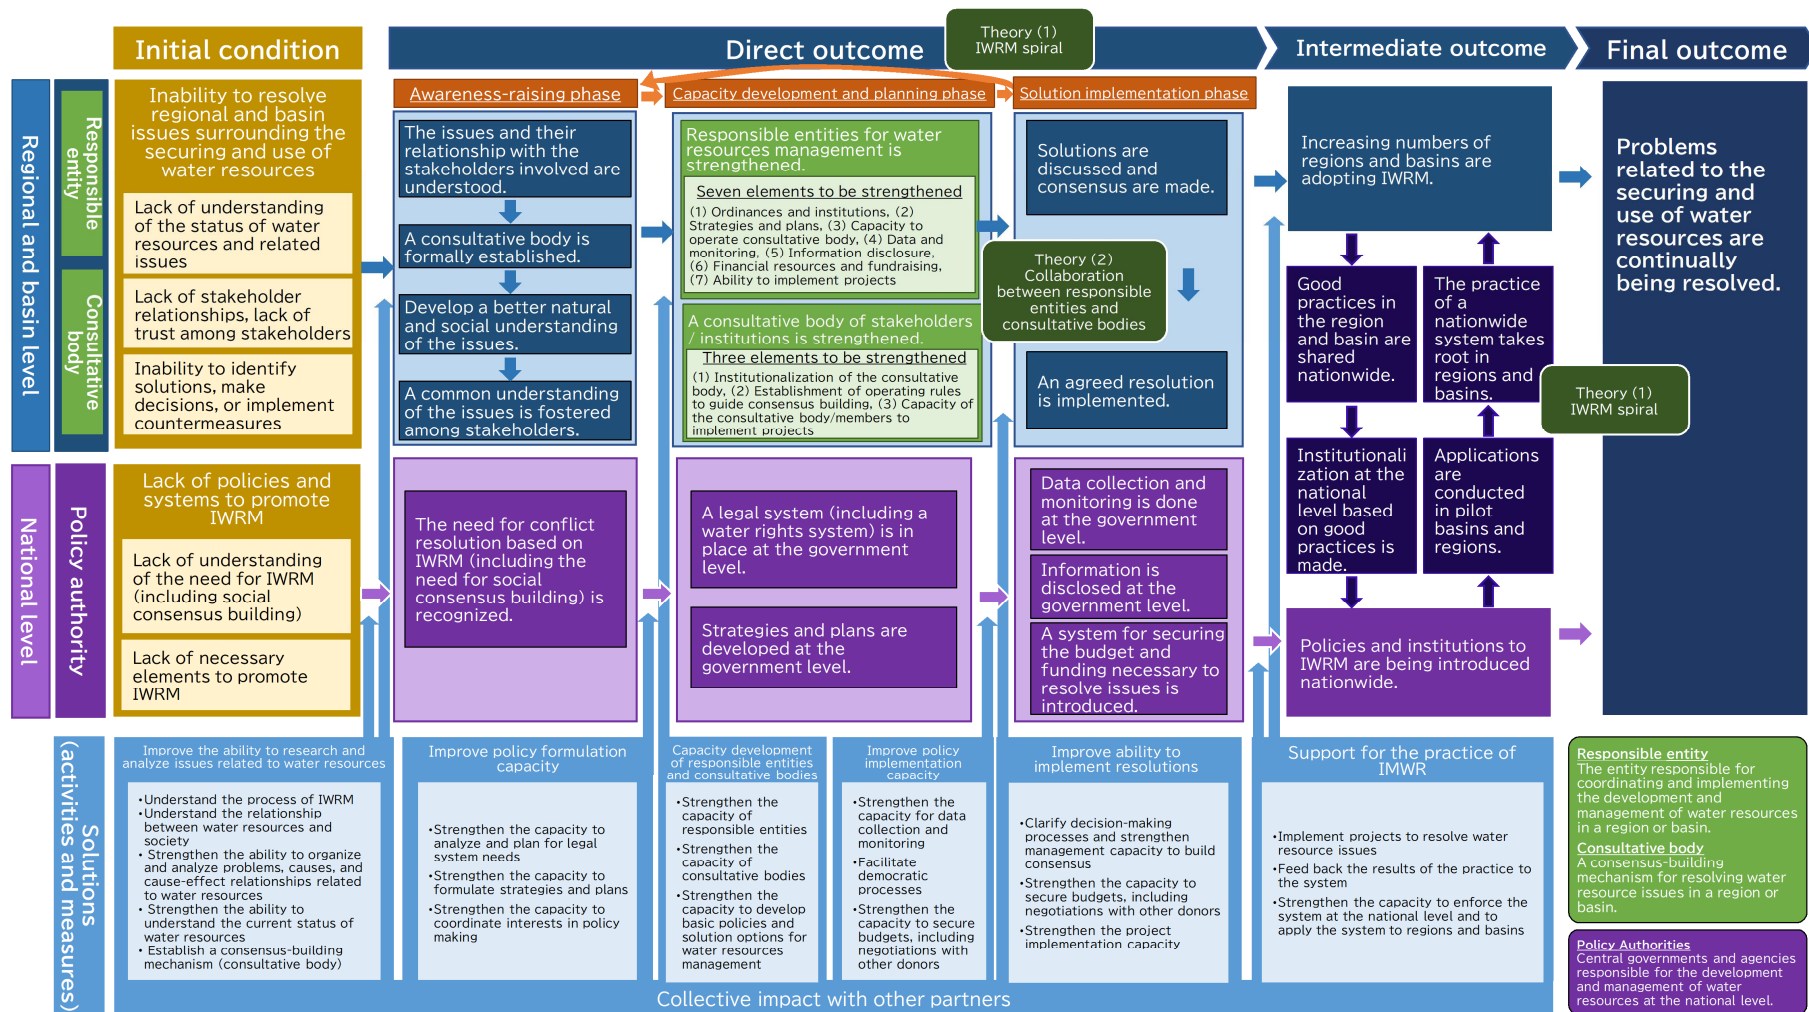 Theory (1)
IWRM spiral
Initial condition
Direct outcome
Intermediate outcome
Final outcome
Regional and basin level
Responsible
entity
Consultative
body
Inability to resolve
regional and basin
issues surrounding the
securing and use of
water resources
Lack of understanding
of the status of water
resources and related
issues
Lack of stakeholder
relationships, lack of
trust among stakeholders
Inability to identify
solutions, make
decisions, or implement
countermeasures
Awareness-raising phase
The issues and their
relationship with the
stakeholders involved are
understood.
A consultative body is
formally established.
Develop a better natural
and social understanding
of the issues.
A common understanding
of the issues is fostered
among stakeholders.
Capacity development and planning phase
Responsible entities for water
resources management is
strengthened.
Seven elements to be strengthened
(1) Ordinances and institutions, (2)
Strategies and plans, (3) Capacity to
operate consultative body, (4) Data and
monitoring, (5) Information disclosure,
(6) Financial resources and fundraising,
(7) Ability to implement projects
A consultative body of stakeholders
/ institutions is strengthened.
Three elements to be strengthened
(1) Institutionalization of the consultative
body, (2) Establishment of operating rules
to guide consensus building, (3) Capacity of
the consultative body/members to
implement projects
Solution implementation phase
Solutions are
discussed and
consensus are made.
Theory (2)
Collaboration
between responsible
entities and
consultative bodies
An agreed resolution
is implemented.
Increasing numbers of
regions and basins are
adopting IWRM.
Good
practices in
the region
and basin are
shared
nationwide.
The practice
of a
nationwide
system takes
root in
regions and
basins.
Institutionali
zation at the
national
level based
on good
practices is
made.
Applications
are
conducted
in pilot
basins and
regions.
Theory (1)
IWRM spiral
Problems
related to the
securing and
use of water
resources are
continually
being resolved.
National level
Policy authority
Lack of policies and
systems to promote
IWRM
Lack of understanding
of the need for IWRM
(including social
consensus building)
Lack of necessary
elements to promote
IWRM
The need for conflict
resolution based on
IWRM (including the
need for social
consensus building) is
recognized.
A legal system (including a
water rights system) is in
place at the government
level.
Strategies and plans are
developed at the
government level.
Data collection and
monitoring is done
at the government
level.
Information is
disclosed at the
government level.
A system for securing
the budget and
funding necessary to
resolve issues is
introduced.
Policies and institutions to
IWRM are being introduced
nationwide.
Solutions
(activities and measures)
Improve the ability to research and
analyze issues related to water resources
•Understand the process of IWRM
•Understand the relationship
between water resources and
society
• Strengthen the ability to organize
and analyze problems, causes, and
cause-effect relationships related
to water resources
• Strengthen the ability to
understand the current status of
water resources
• Establish a consensus-building
mechanism (consultative body)
Improve policy formulation
capacity
•Strengthen the capacity to
analyze and plan for legal
system needs
•Strengthen the capacity to
formulate strategies and plans
•Strengthen the capacity to
coordinate interests in policy
making
Capacity development
of responsible entities
and consultative bodies
•Strengthen the
capacity of
responsible entities
•Strengthen the
capacity of
consultative bodies
•Strengthen the
capacity to develop
basic policies and
solution options for
water resources
management
Improve policy
implementation
capacity
•Strengthen the
capacity for data
collection and
monitoring
•Facilitate
democratic
processes
•Strengthen the
capacity to secure
budgets, including
negotiations with
other donors
Improve ability to
implement resolutions
•Clarify decision-making
processes and strengthen
management capacity to build
consensus
•Strengthen the capacity to
secure budgets, including
negotiations with other donors
•Strengthen the project
implementation capacity
Support for the practice of
IMWR
•Implement projects to resolve water
resource issues
•Feed back the results of the practice to
the system
•Strengthen the capacity to enforce the
system at the national level and to
apply the system to regions and basins
Collective impact with other partners
Responsible entity
The entity responsible for
coordinating and implementing
the development and
management of water resources
in a region or basin.
Consultative body
A consensus-building
mechanism for resolving water
resource issues in a region or
basin.
Policy Authorities
Central governments and agencies
responsible for the development
and management of water
resources at the national level.